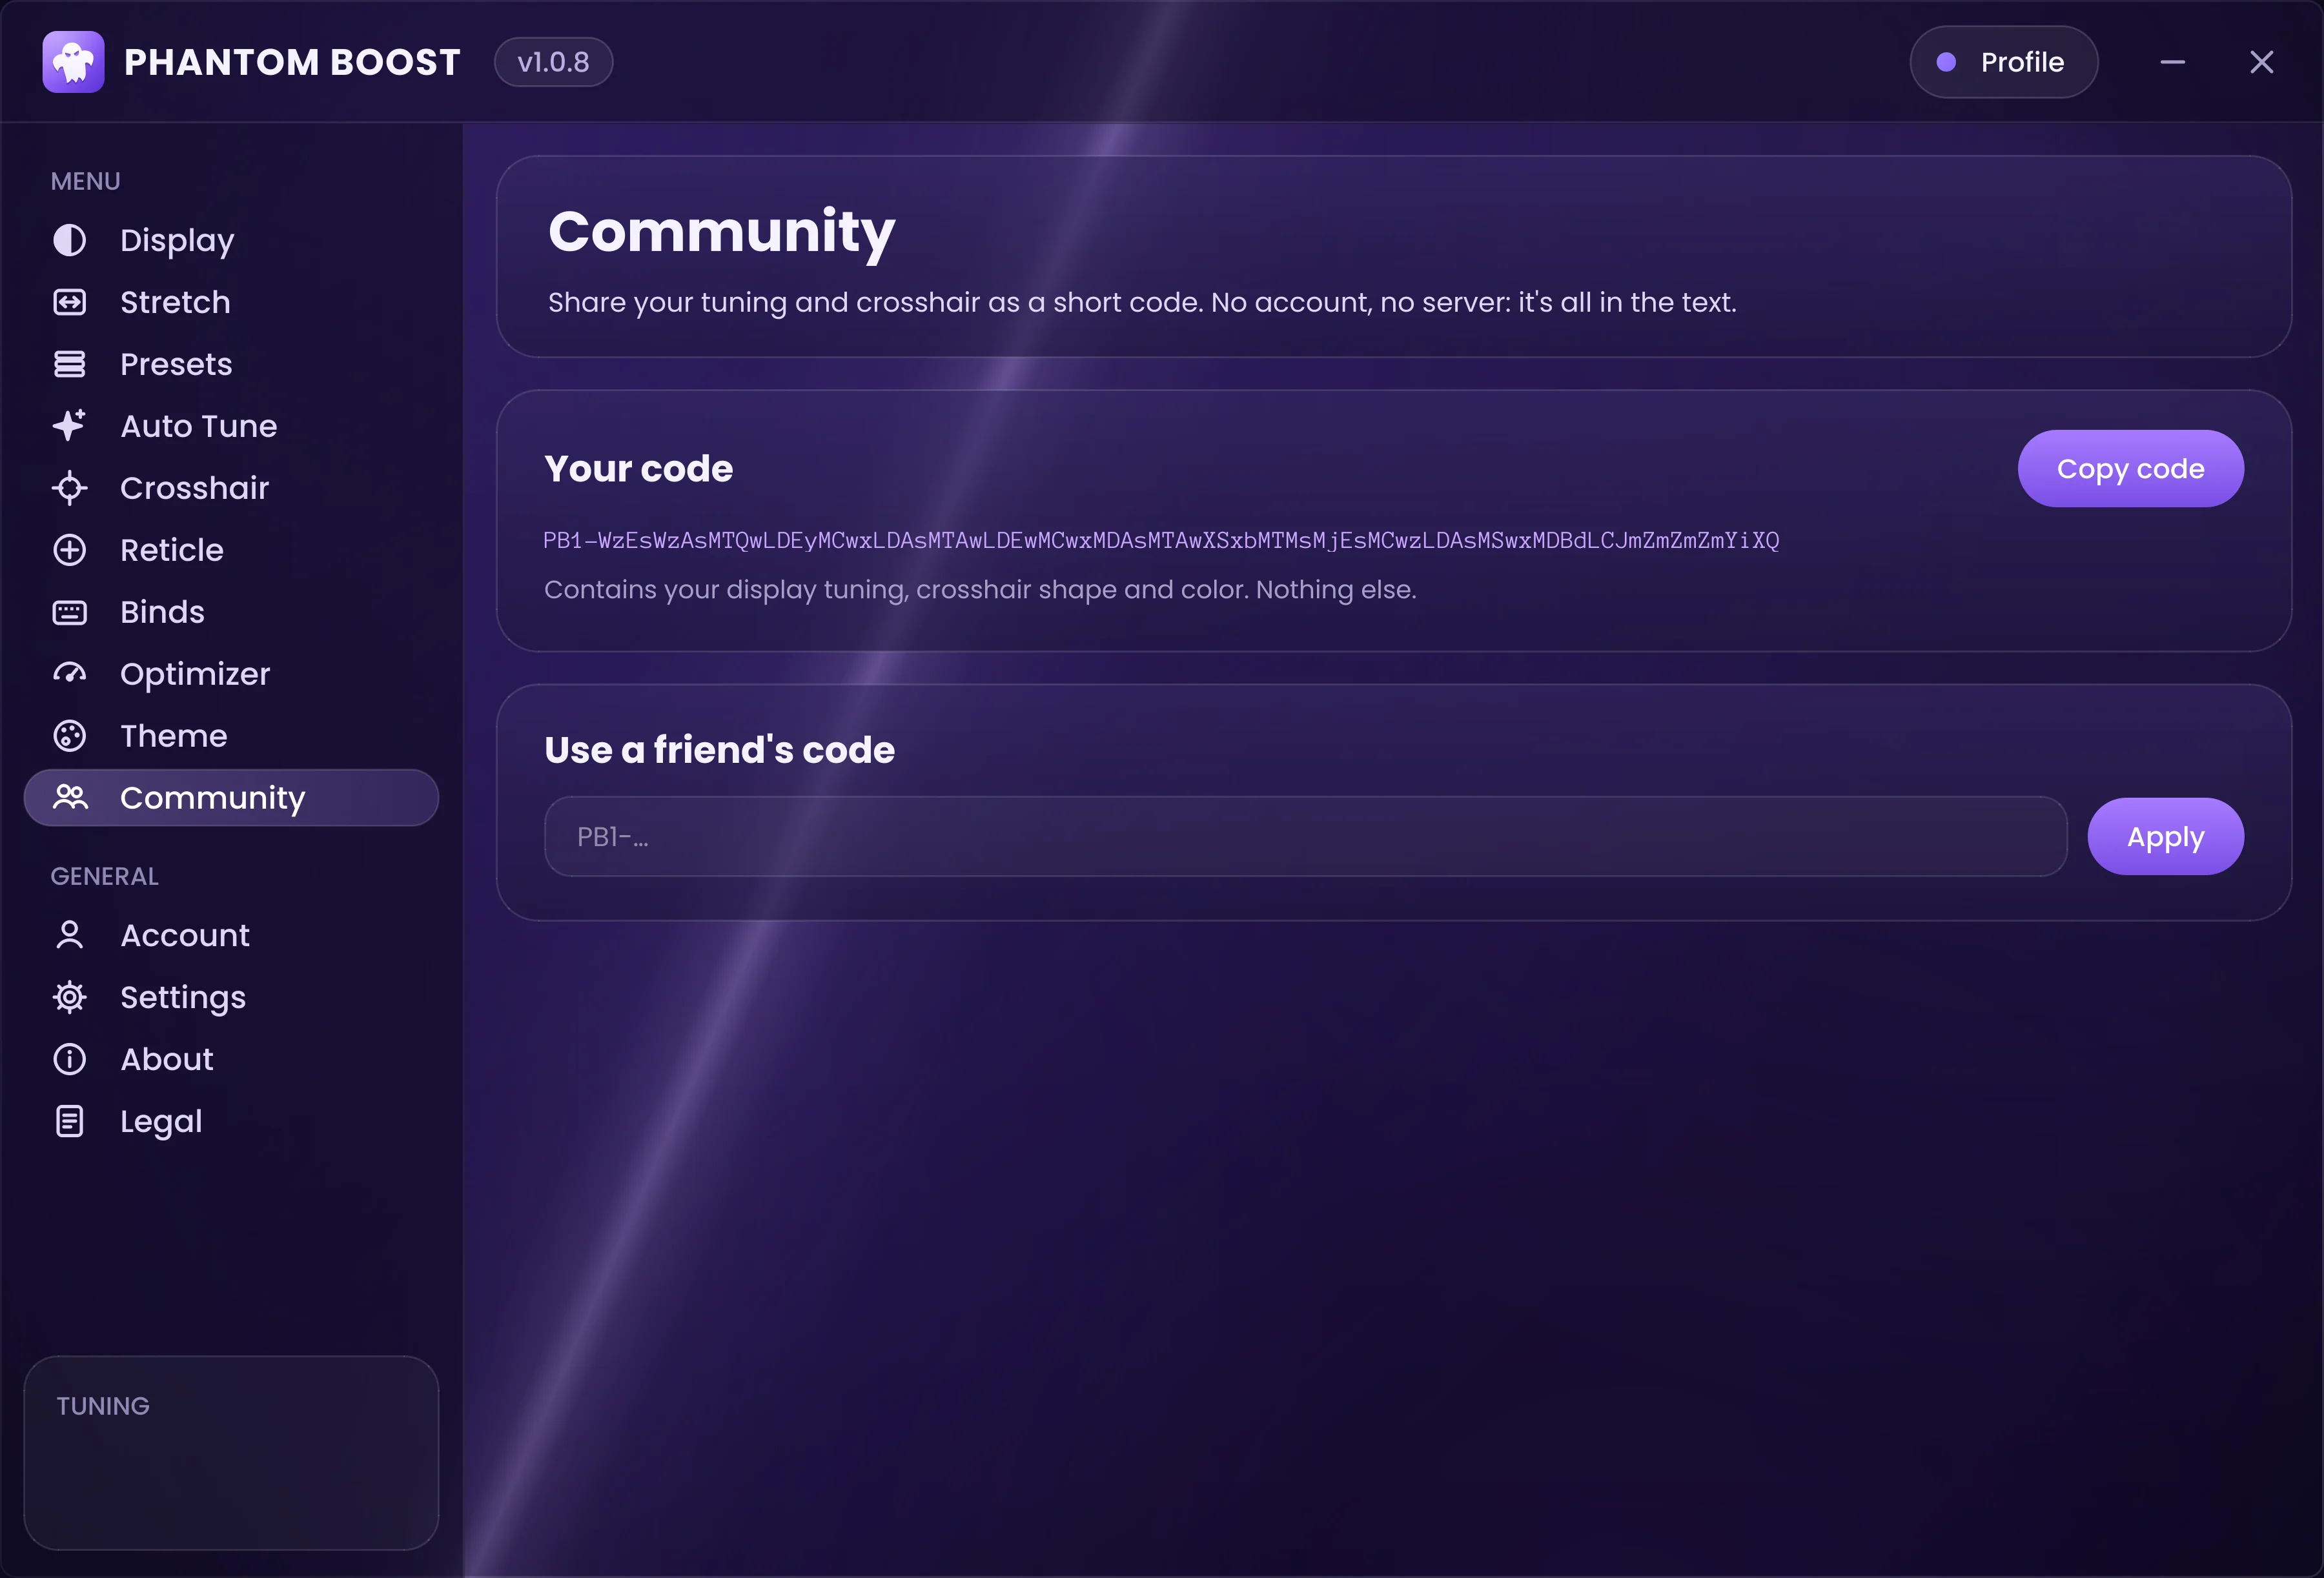 PHANTOM BOOST
v1.0.8
Profile
MENU
Display
Stretch
Presets
Auto Tune
Crosshair
Reticle
Binds
Optimizer
Theme
Community
GENERAL
Account
Settings
About
Legal
TUNING
Community
Share your tuning and crosshair as a short code. No account, no server: it's all in the text.
Your code
Copy code
PB1-WzEsWzAsMTQwLDEyMCwxLDAsMTAwLDEwMCwxMDAsMTAwXSxbMTMsMjEsMCwzLDAsMSwxMDBdLCJmZmZmZmYiXQ
Contains your display tuning, crosshair shape and color. Nothing else.
Use a friend's code
PB1-...
Apply